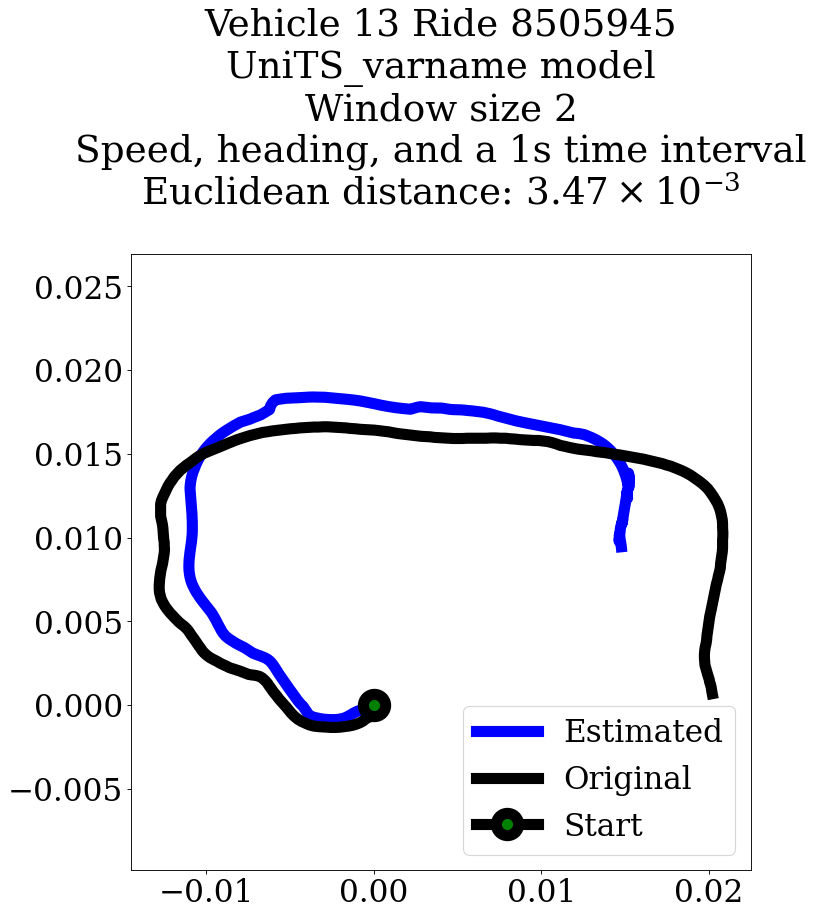 Vehicle 13 Ride 8505945
UniTS_varname model
Window size 2
Speed, heading, and a 1s time interval
Euclidean distance: 3.47 × 10⁻³
0.025
0.020
0.015
0.010
0.005
0.000
−0.005
−0.01 0.00 0.01 0.02
Estimated
Original
Start